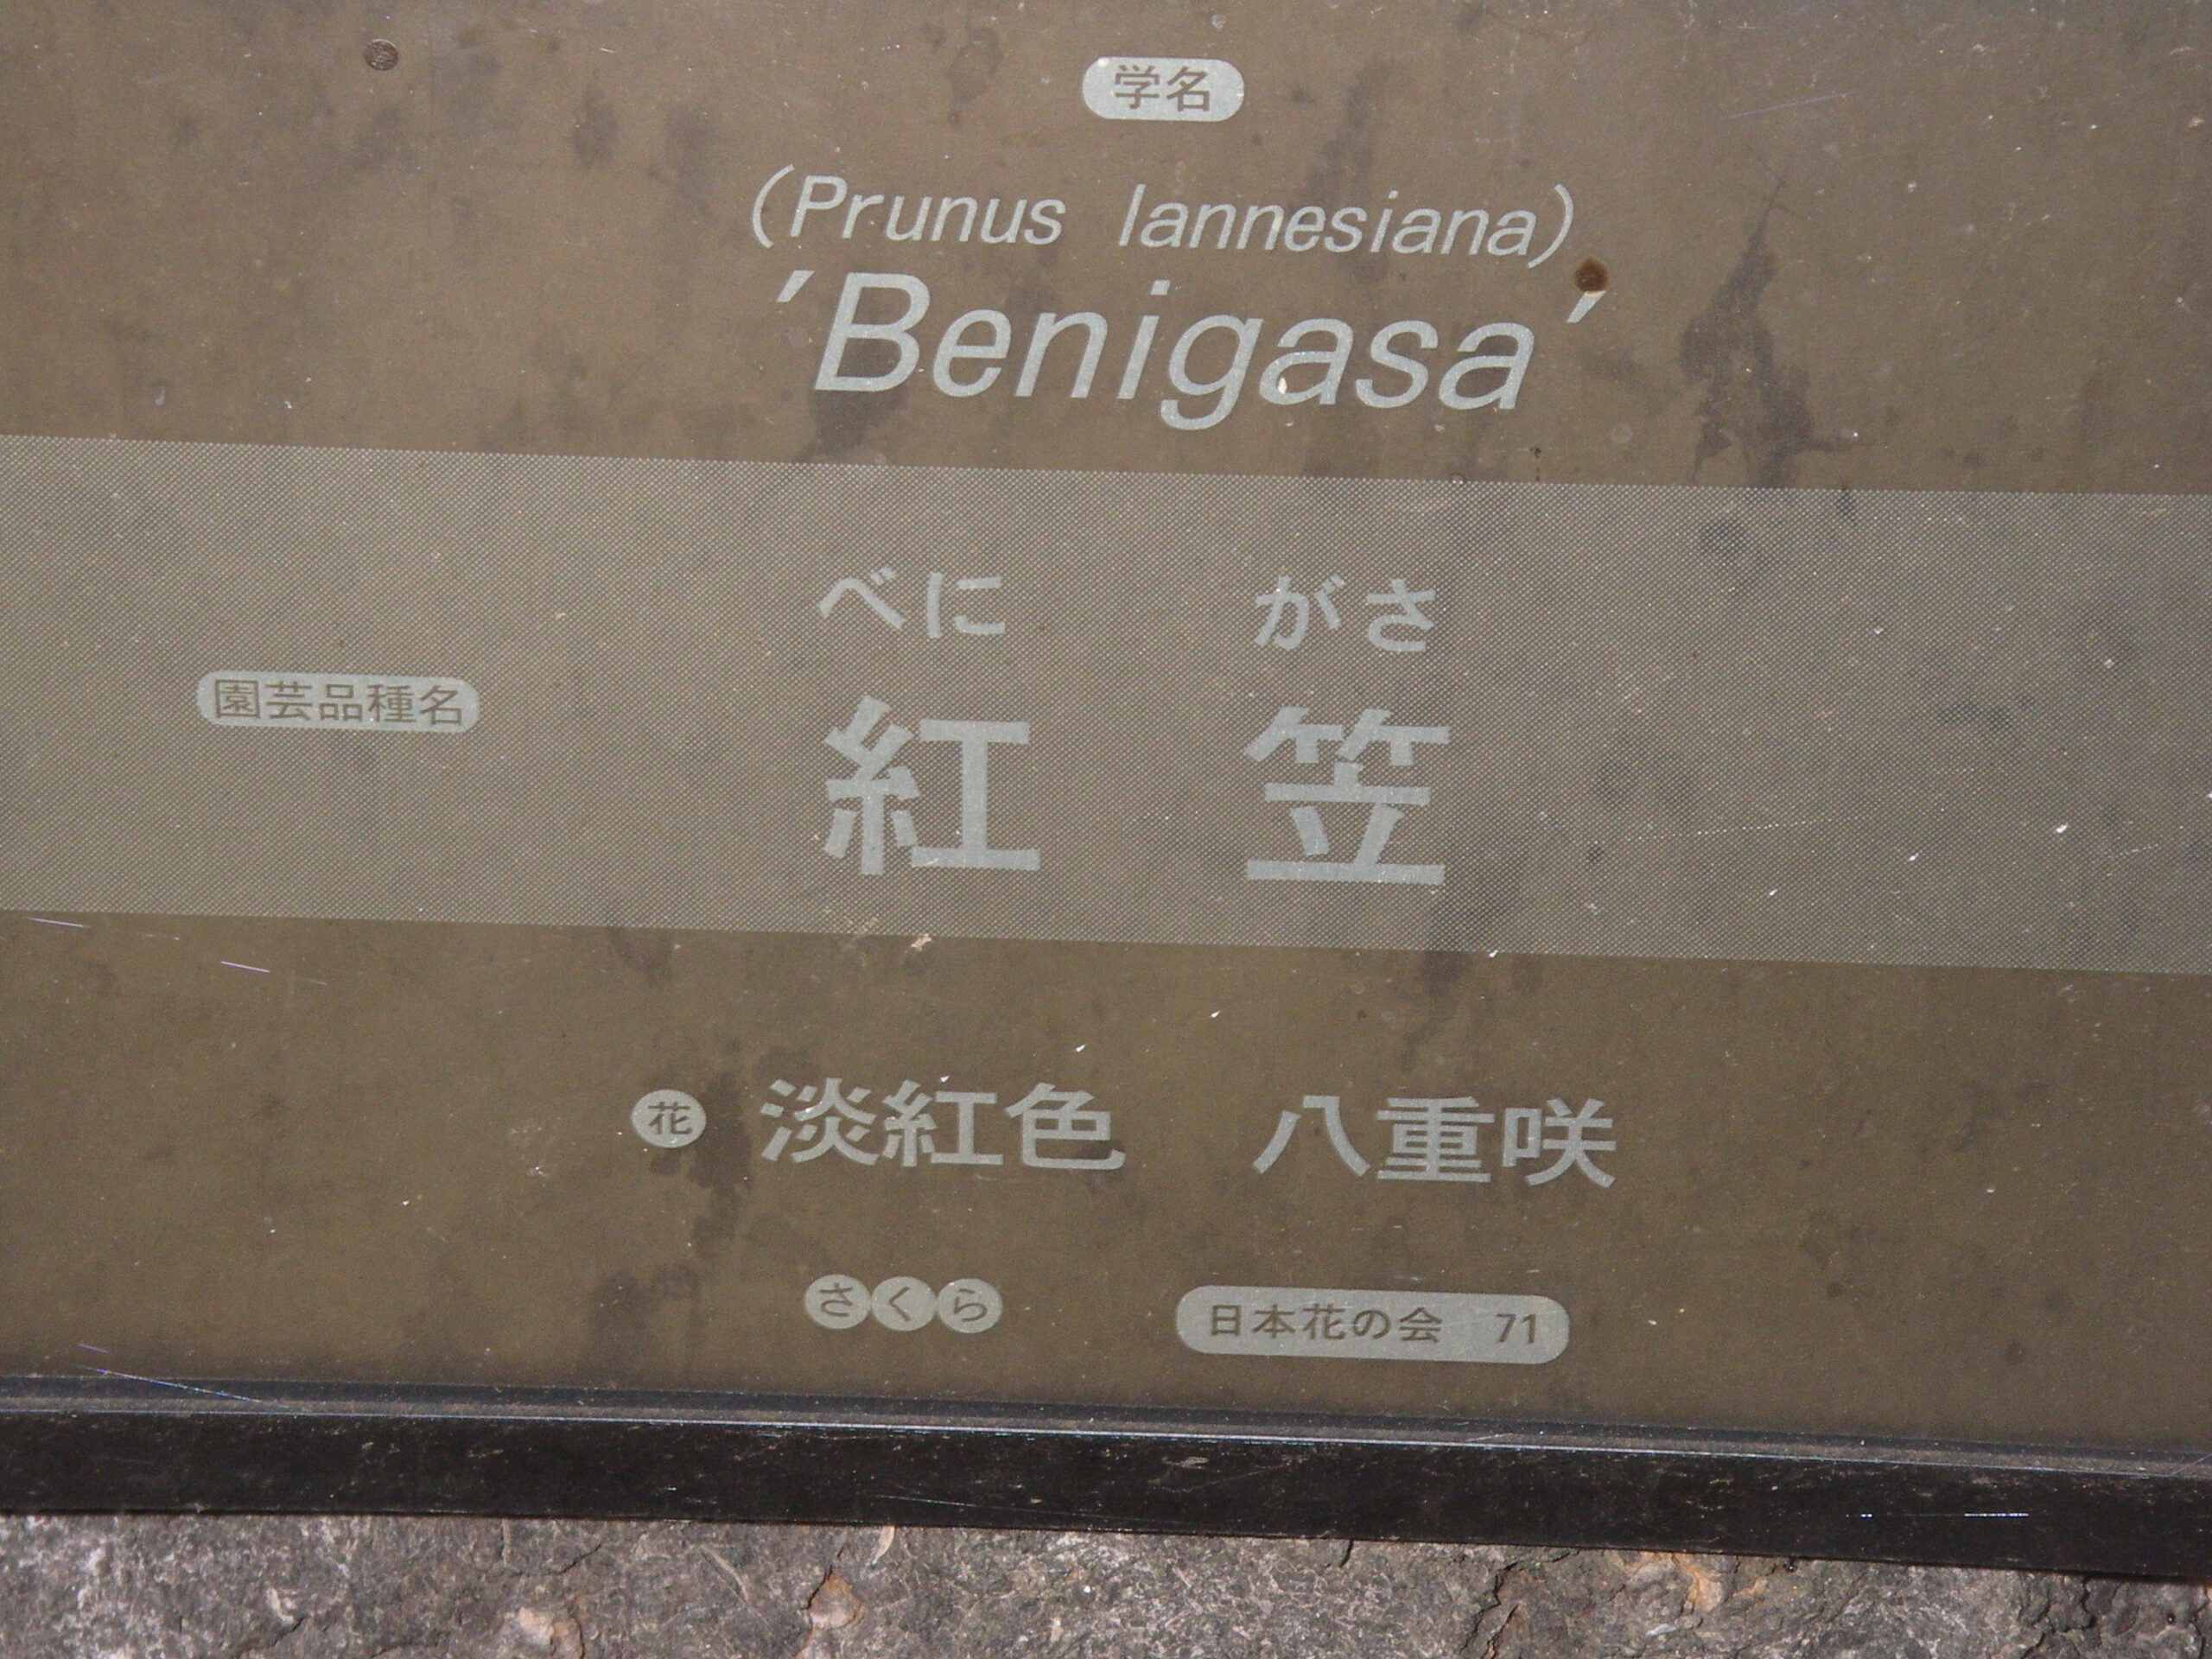 学名
(Prunus lannesiana)
'Benigasa'
べに がさ
園芸品種名
紅 笠
花 淡紅色 八重咲
さくら 日本花の会 71